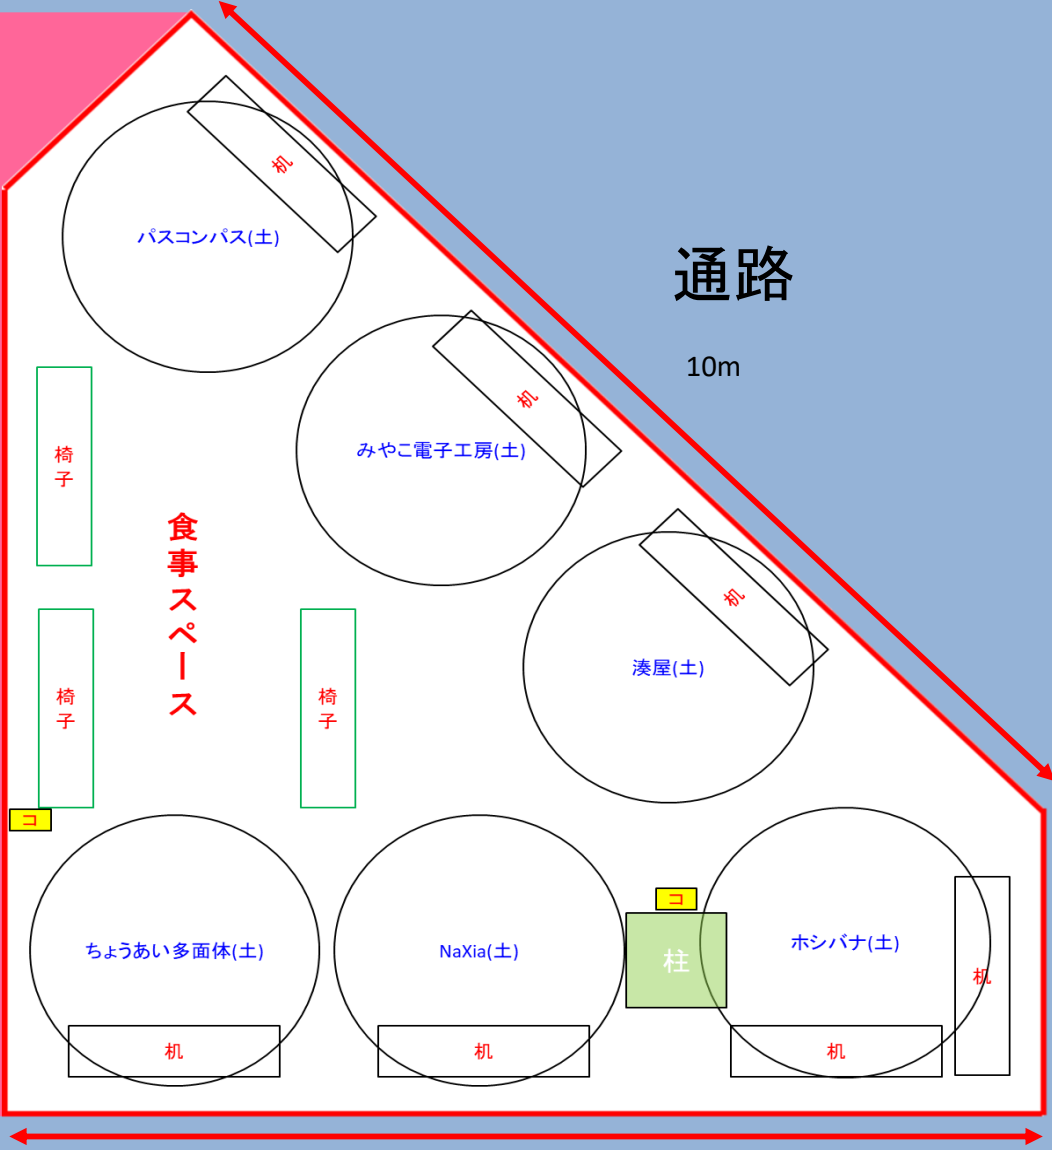 机
パスコンパス(土)
通路
10m
机
みやこ電子工房(土)
椅
子
食
事
ス
ペ
ー
ス
机
湊屋(土)
椅
子
椅
子
コ
コ
ちょうあい多面体(土)
NaXia(土)
柱
ホシバナ(土)
机
机
机
机